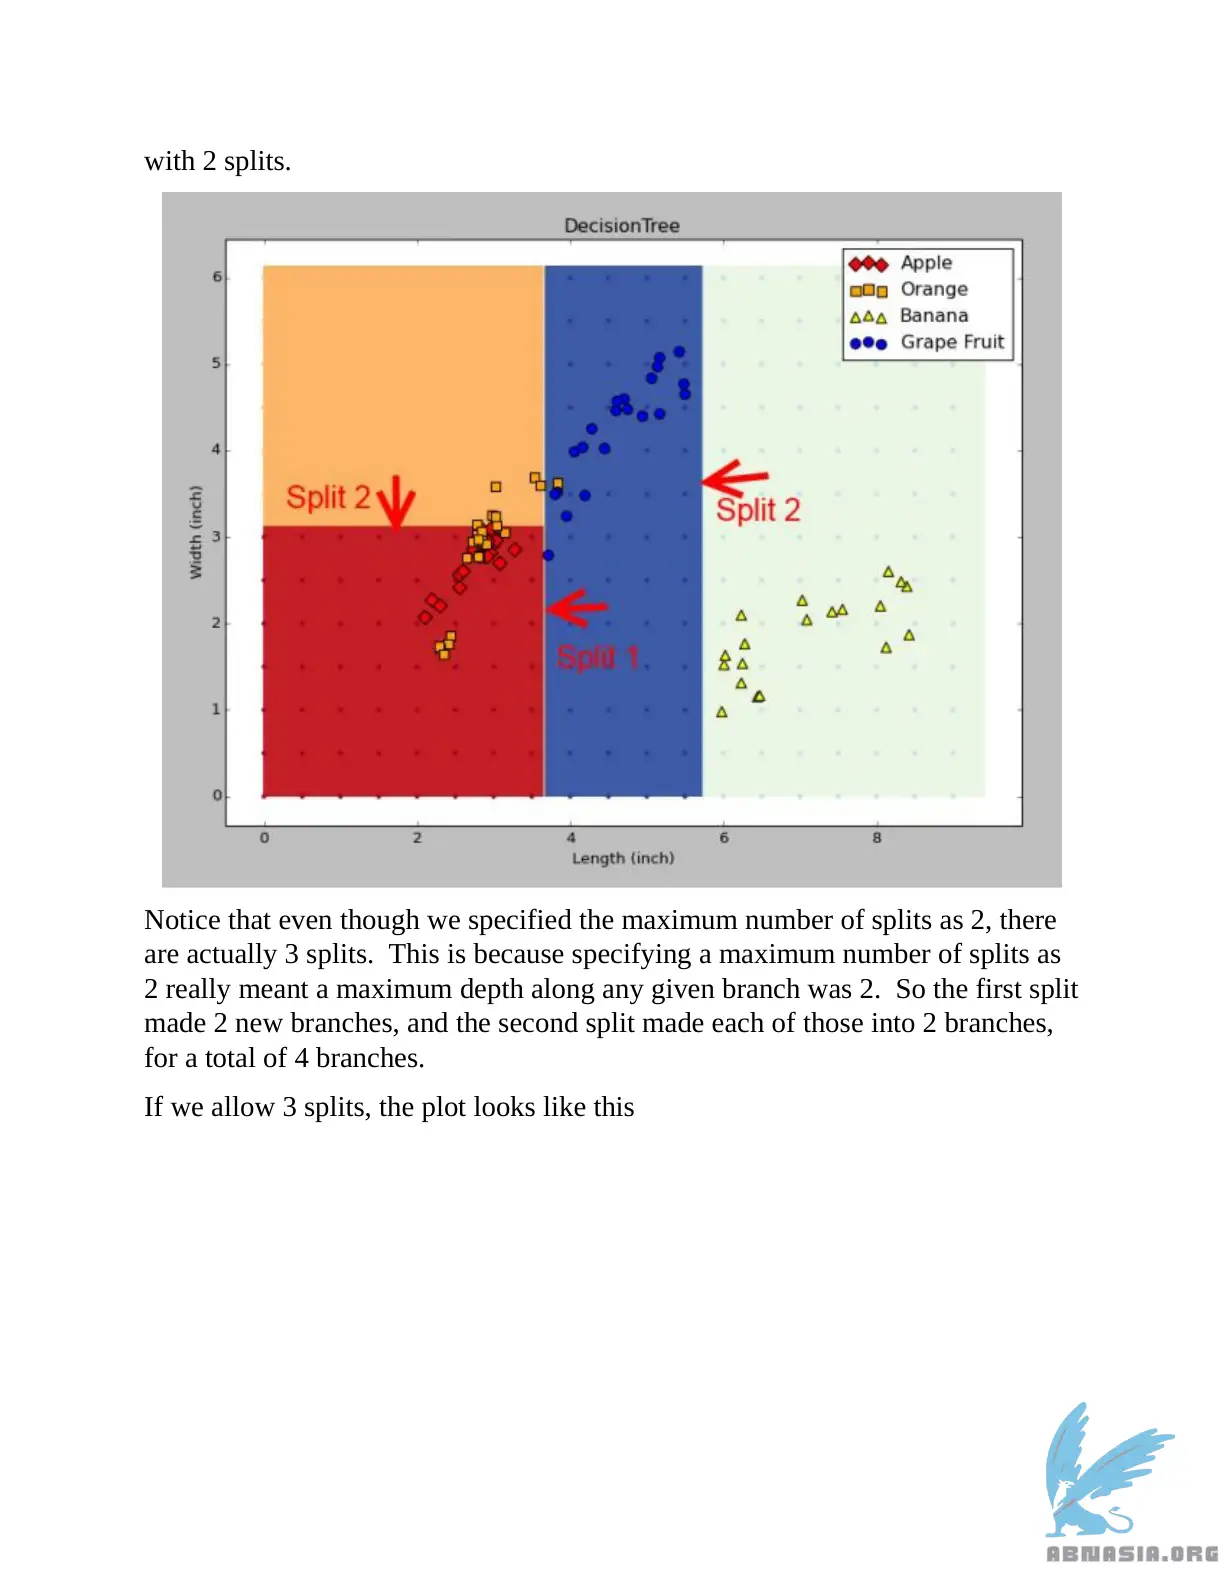 with 2 splits.
DecisionTree
Apple
Orange
Banana
Grape Fruit
6
5
4
3
2
1
0
Width (inch)
Split 2
Split 2
Split 1
0 2 4 6 8
Length (inch)
Notice that even though we specified the maximum number of splits as 2, there
are actually 3 splits.  This is because specifying a maximum number of splits as
2 really meant a maximum depth along any given branch was 2.  So the first split
made 2 new branches, and the second split made each of those into 2 branches,
for a total of 4 branches.
If we allow 3 splits, the plot looks like this
ABNASIA.ORG